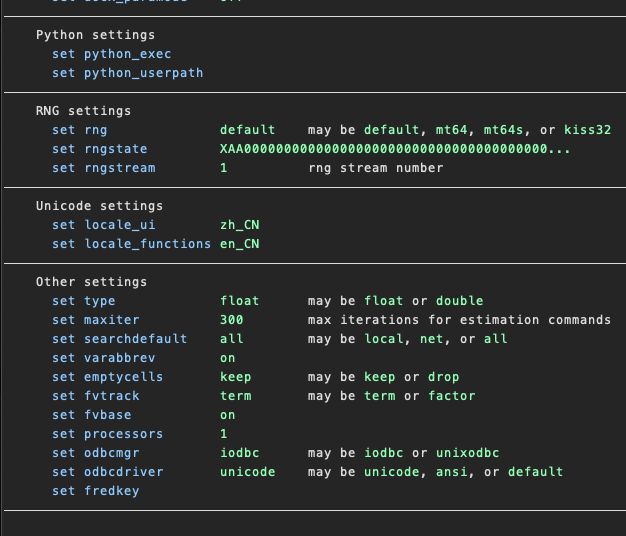 Python settings
set python_exec
set python_userpath
RNG settings
set rng default may be default, mt64, mt64s, or kiss32
set rngstate XAA00000000000000000000000000000000000000...
set rngstream 1 rng stream number
Unicode settings
set locale_ui zh_CN
set locale_functions en_CN
Other settings
set type float may be float or double
set maxiter 300 max iterations for estimation commands
set searchdefault all may be local, net, or all
set varabbrev on
set emptycells keep may be keep or drop
set fvtrack term may be term or factor
set fvbase on
set processors 1
set odbcmgr iodbc may be iodbc or unixodbc
set odbcdriver unicode may be unicode, ansi, or default
set fredkey